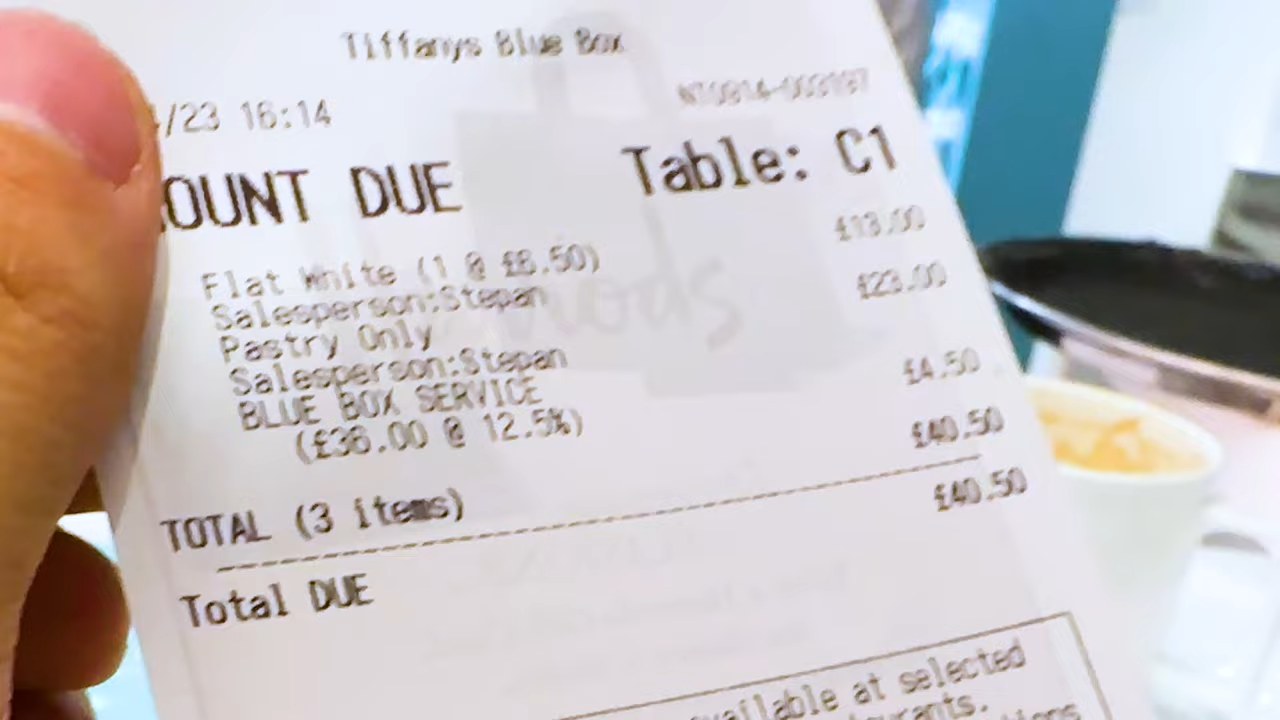 Tiffanys Blue Box
/23 16:14 NT0814-003197
OUNT DUE Table: C1
Flat White (1 @ £6.50) £13.00
Salesperson:Stepan
Pastry Only £23.00
Salesperson:Stepan
BLUE BOX SERVICE £4.50
(£36.00 @ 12.5%)
TOTAL (3 items) £40.50
Total DUE £40.50
available at selected